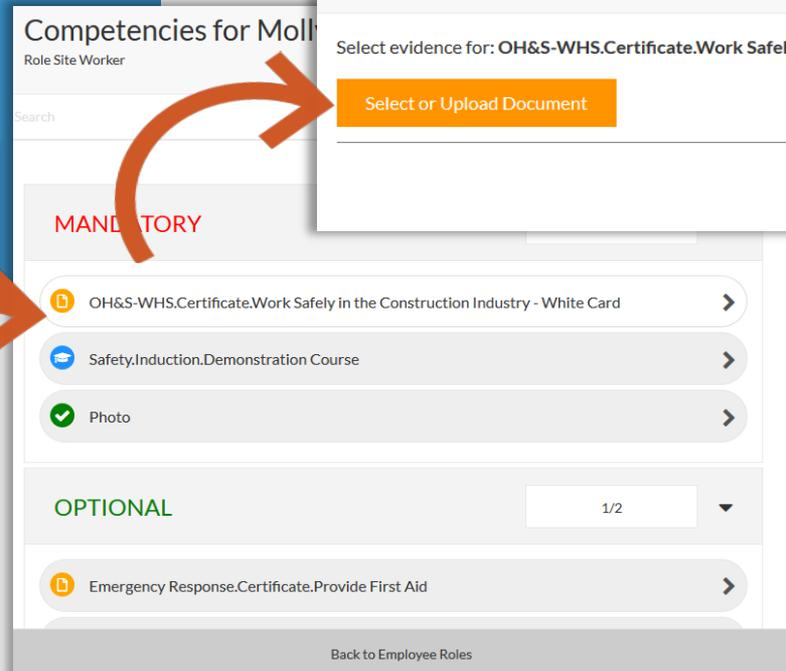 Competencies for Molly
Role Site Worker
Search
Select evidence for: OH&S-WHS.Certificate.Work Safel
Select or Upload Document
MANDATORY
OH&S-WHS.Certificate.Work Safely in the Construction Industry - White Card
Safety.Induction.Demonstration Course
Photo
OPTIONAL
1/2
Emergency Response.Certificate.Provide First Aid
Back to Employee Roles